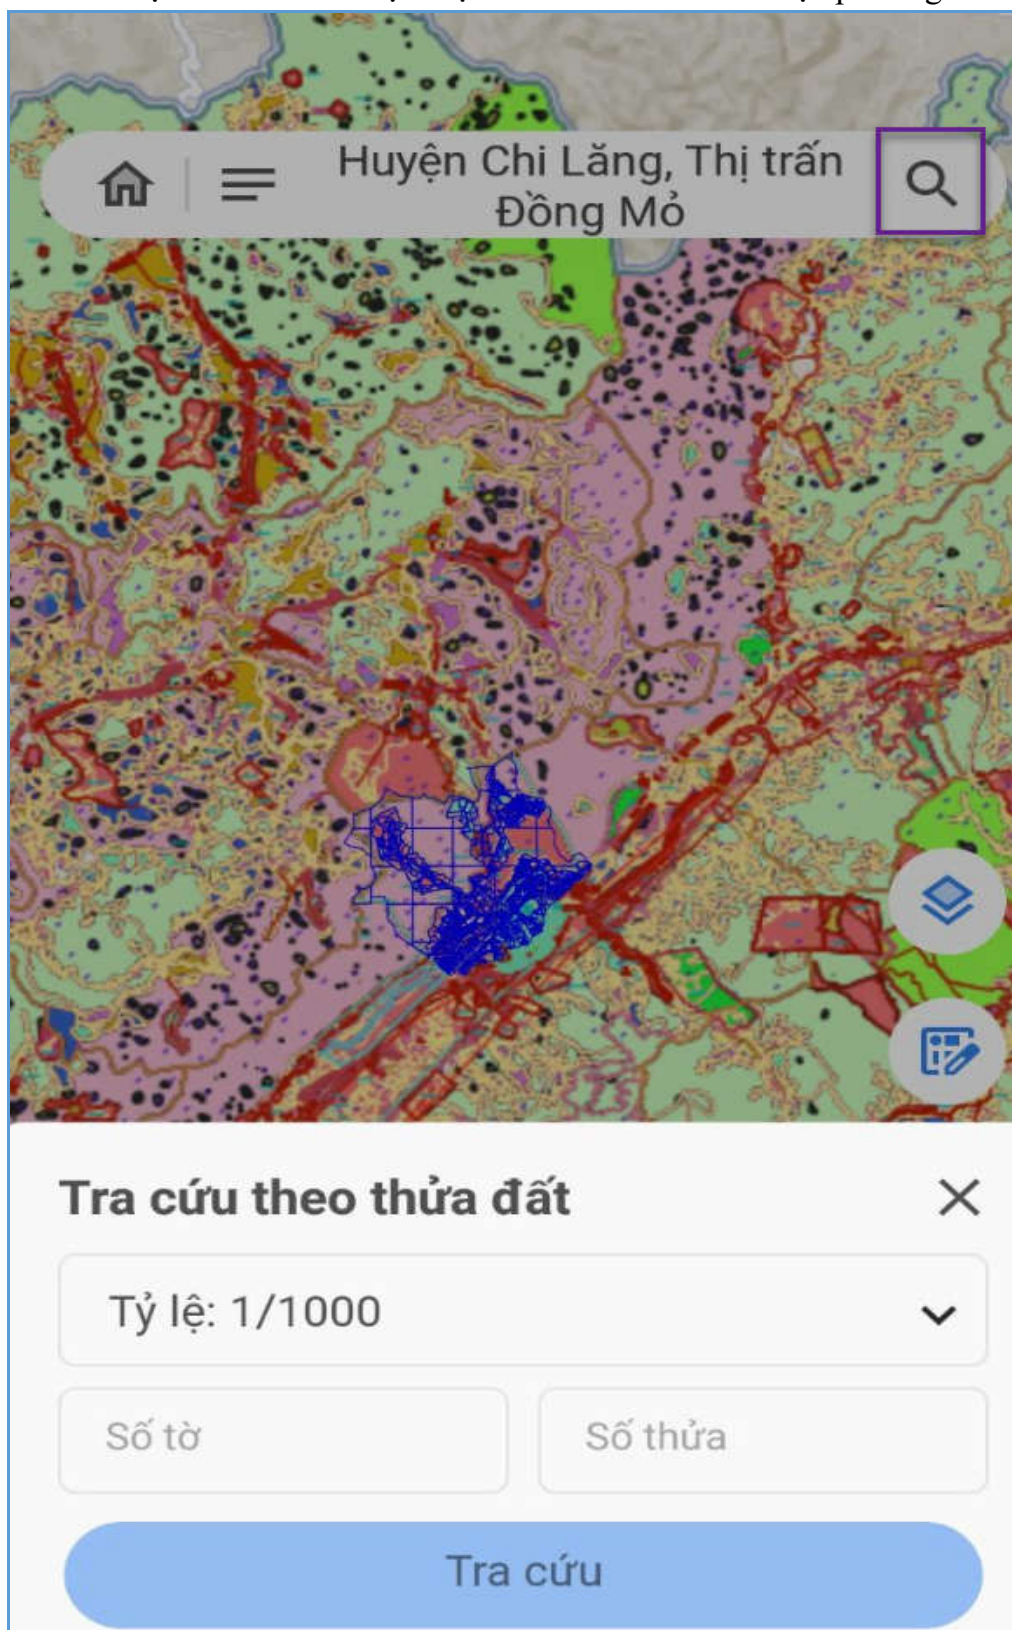 Huyện Chi Lăng, Thị trấn
Đồng Mỏ
Tra cứu theo thửa đất
Tỷ lệ: 1/1000
Số tờ
Số thửa
Tra cứu